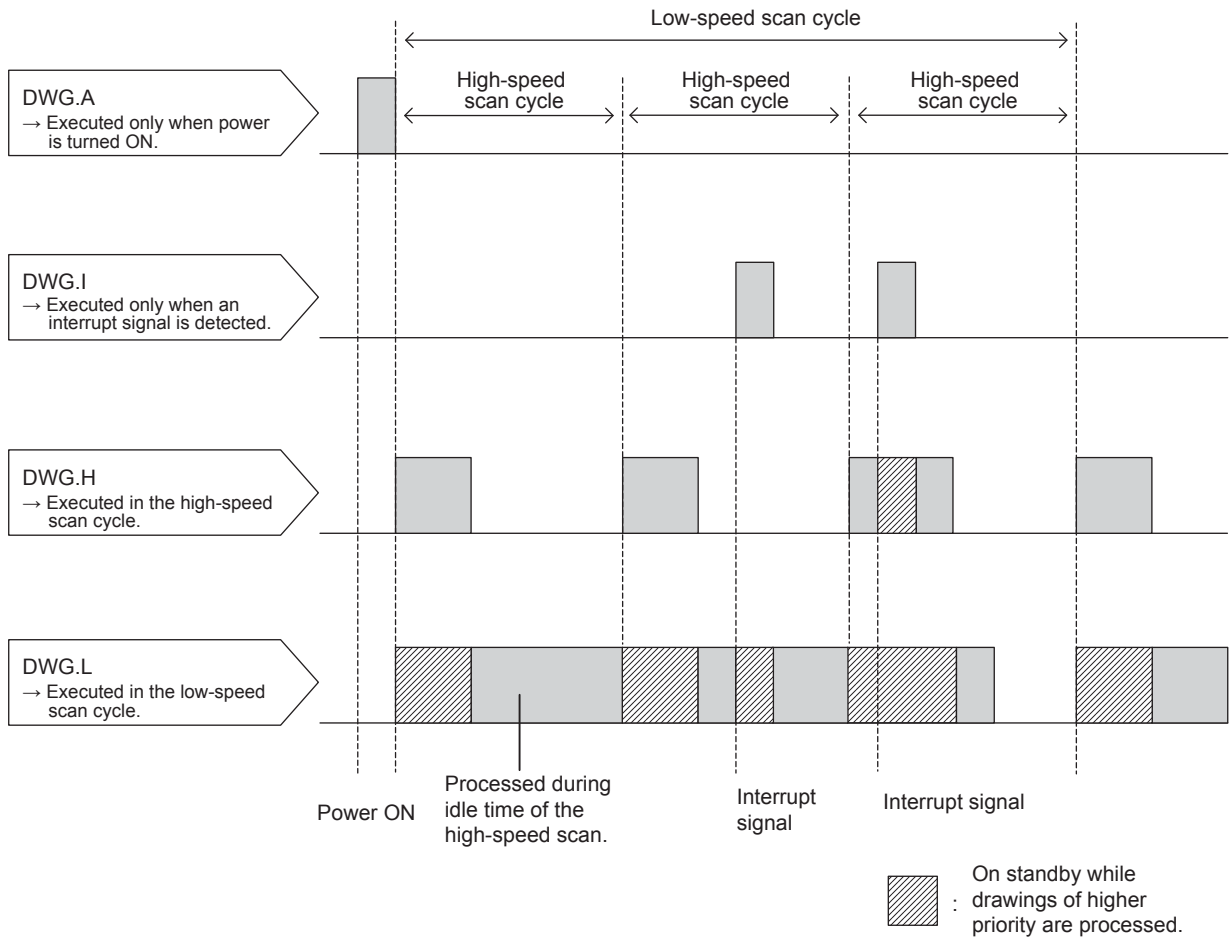 Low-speed scan cycle
High-speed
scan cycle
High-speed
scan cycle
High-speed
scan cycle
DWG.A
→ Executed only when power
is turned ON.
DWG.I
→ Executed only when an
interrupt signal is detected.
DWG.H
→ Executed in the high-speed
scan cycle.
DWG.L
→ Executed in the low-speed
scan cycle.
Power ON
Processed during
idle time of the
high-speed scan.
Interrupt
signal
Interrupt signal
: On standby while
drawings of higher
priority are processed.